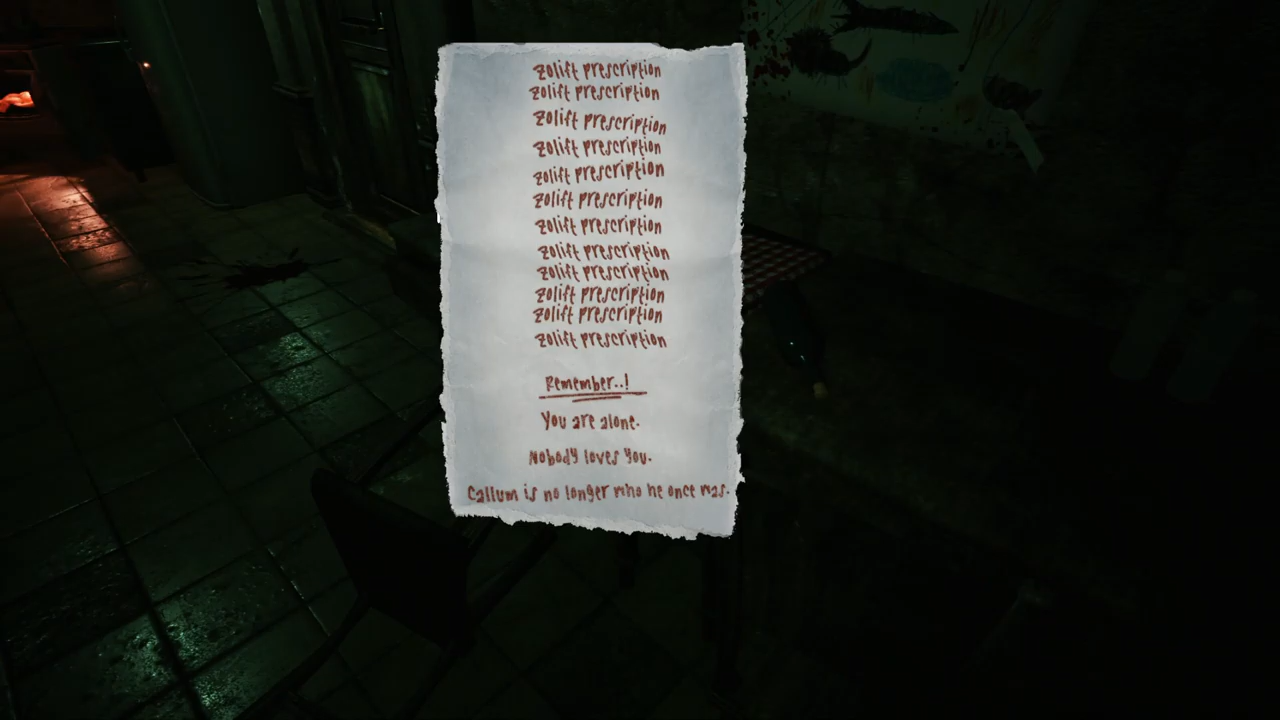 Zolift prescription
Zolift prescription
Zolift prescription
Zolift prescription
Zolift prescription
Zolift prescription
Zolift prescription
Zolift prescription
Zolift prescription
Zolift prescription
Zolift prescription
Zolift prescription
Remember..!
You are alone.
Nobody loves you.
Callum is no longer who he once was.